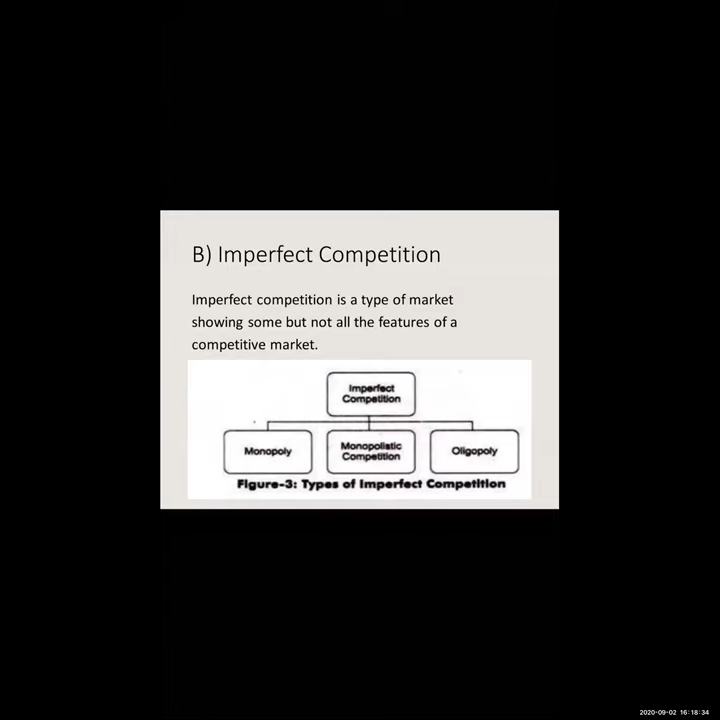 B) Imperfect Competition
Imperfect competition is a type of market
showing some but not all the features of a
competitive market.
Imperfect
Competition
Monopoly
Monopolistic
Competition
Oligopoly
Figure-3: Types of Imperfect Competition
2020-09-02 16:18:34